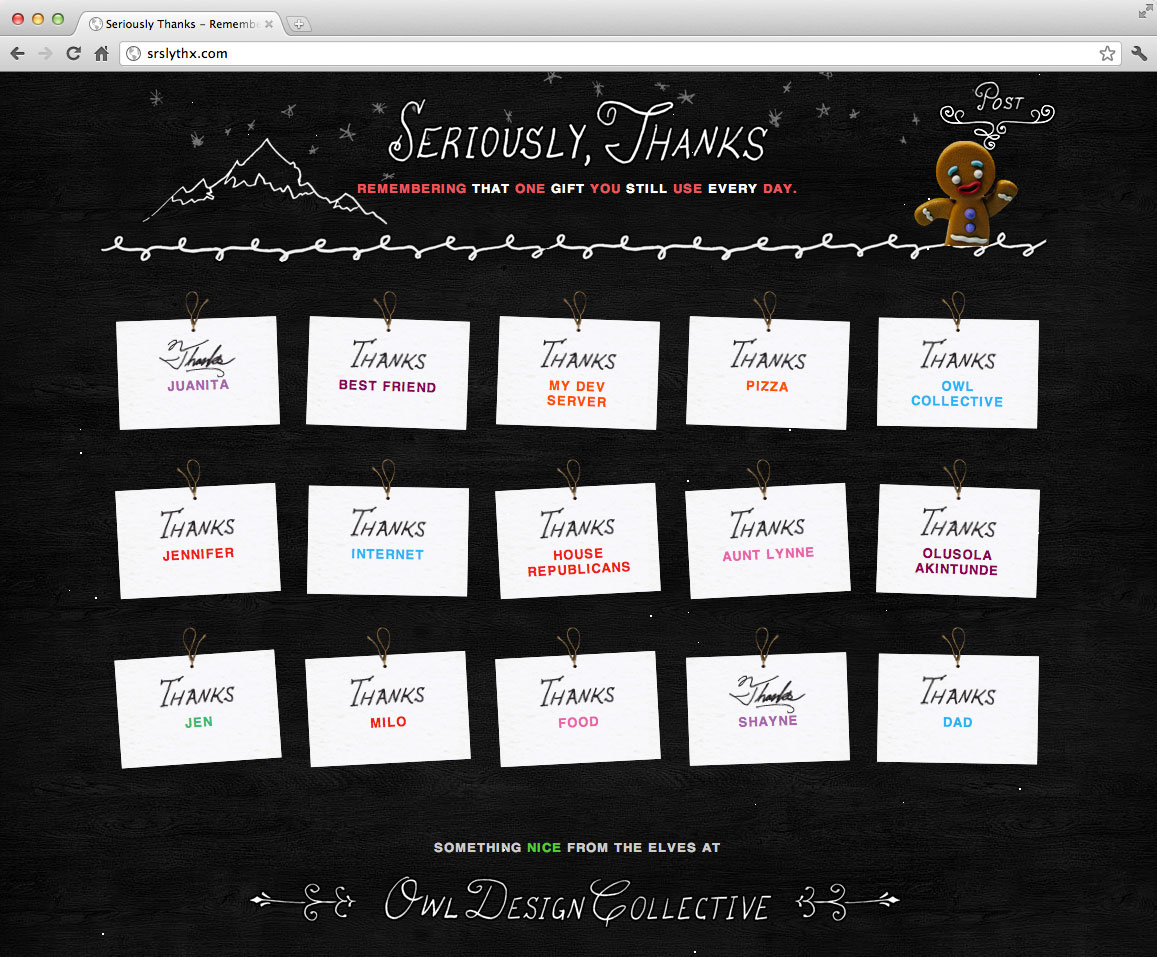 Seriously Thanks – Rememb
srslythx.com
POST
SERIOUSLY, THANKS
REMEMBERING THAT ONE GIFT YOU STILL USE EVERY DAY.
Thanks
JUANITA
THANKS
BEST FRIEND
THANKS
MY DEV
SERVER
THANKS
PIZZA
THANKS
OWL
COLLECTIVE
THANKS
JENNIFER
THANKS
INTERNET
THANKS
HOUSE
REPUBLICANS
THANKS
AUNT LYNNE
THANKS
OLUSOLA
AKINTUNDE
THANKS
JEN
THANKS
MILO
THANKS
FOOD
Thanks
SHAYNE
THANKS
DAD
SOMETHING NICE FROM THE ELVES AT
OWL DESIGN COLLECTIVE